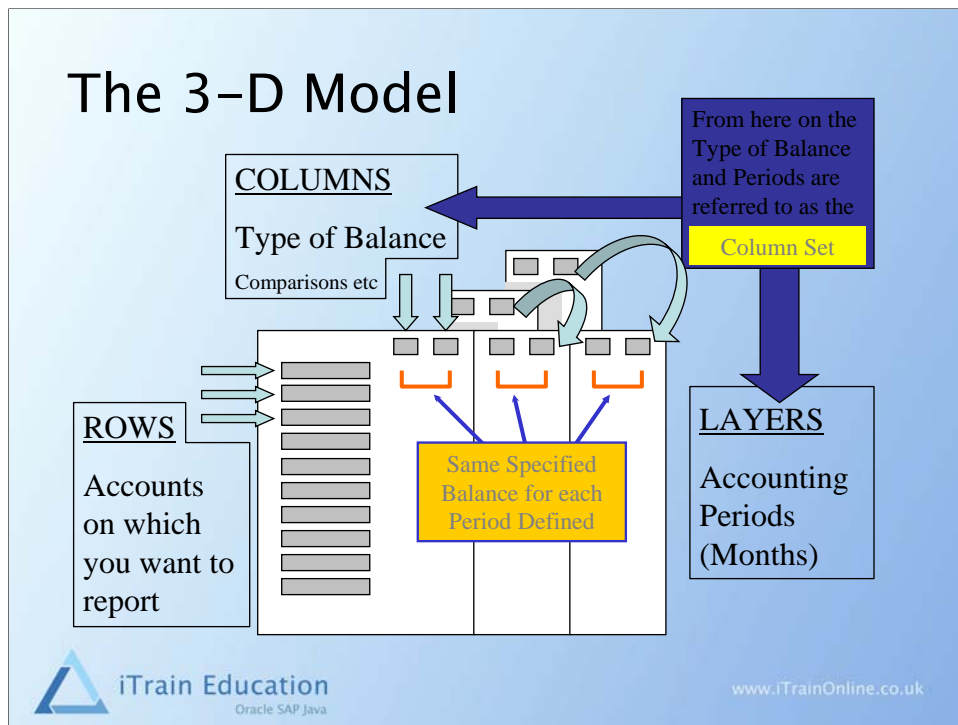 The 3-D Model
COLUMNS
Type of Balance
Comparisons etc
From here on the
Type of Balance
and Periods are
referred to as the
Column Set
ROWS
Accounts
on which
you want to
report
Same Specified
Balance for each
Period Defined
LAYERS
Accounting
Periods
(Months)
iTrain Education
Oracle SAP Java
www.iTrainOnline.co.uk